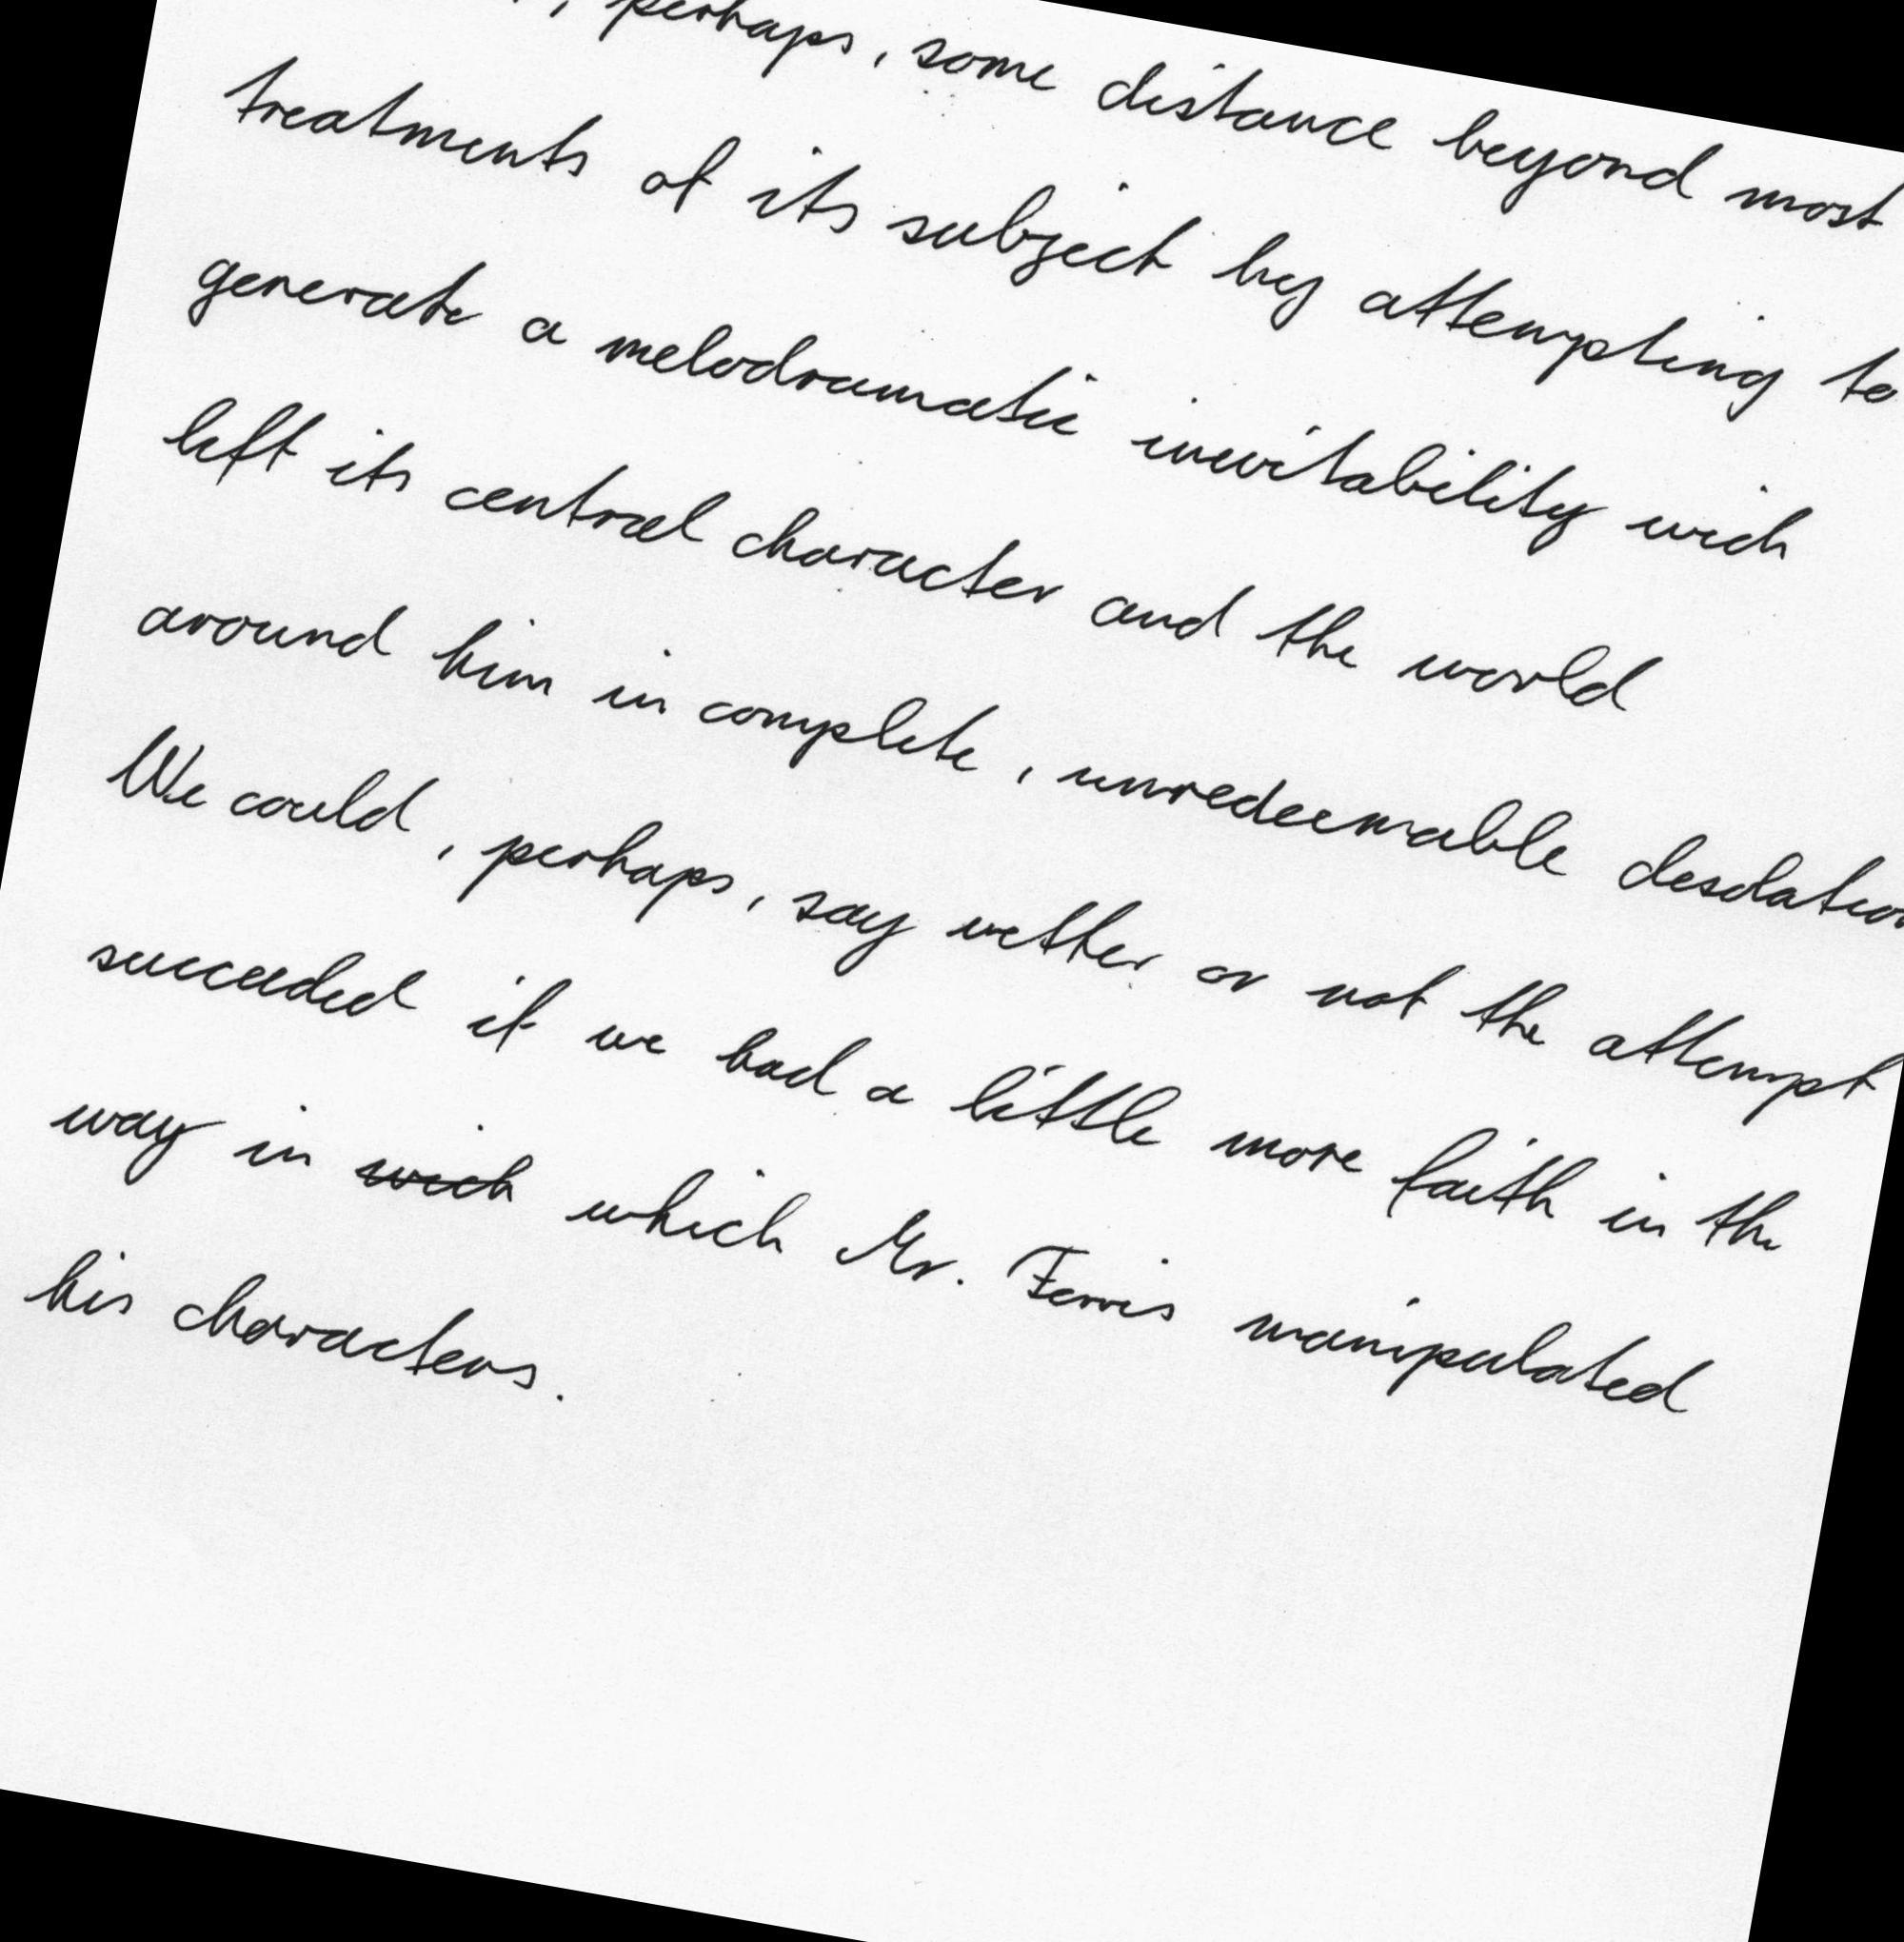 , perhaps, some distance beyond most
treatments of its subject by attempting to
generate a melodramatic inevitability wich
left its central character and the world
around him in complete, unredeemable desolation
We could, perhaps, say wether or not the attempt
succeeded if we had a little more faith in the
way in wich which Mr. Ferris manipulated
his characters.